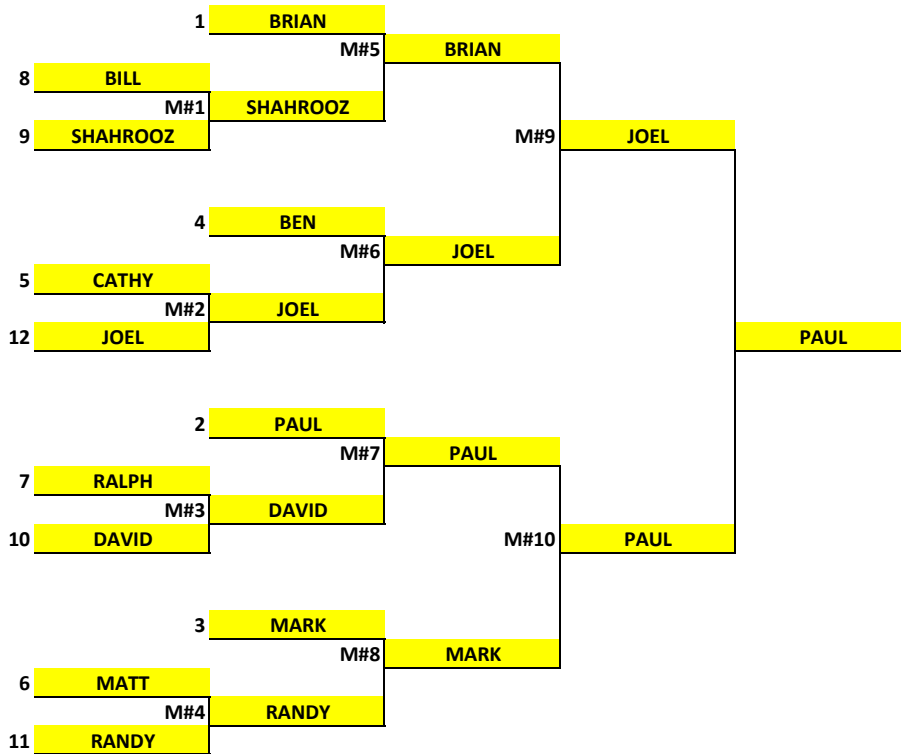 1 BRIAN
M#5 BRIAN
8 BILL
M#1 SHAHROOZ
9 SHAHROOZ
M#9 JOEL
4 BEN
M#6 JOEL
5 CATHY
M#2 JOEL
12 JOEL
PAUL
2 PAUL
M#7 PAUL
7 RALPH
M#3 DAVID
10 DAVID
M#10 PAUL
3 MARK
M#8 MARK
6 MATT
M#4 RANDY
11 RANDY